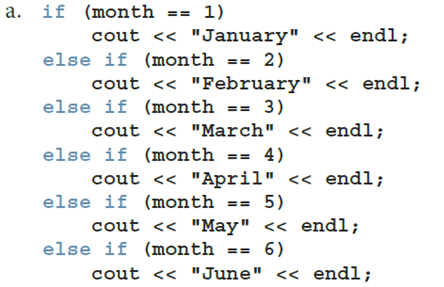 a. if (month == 1)
cout << "January" << endl;
else if (month == 2)
cout << "February" << endl;
else if (month == 3)
cout << "March" << endl;
else if (month == 4)
cout << "April" << endl;
else if (month == 5)
cout << "May" << endl;
else if (month == 6)
cout << "June" << endl;